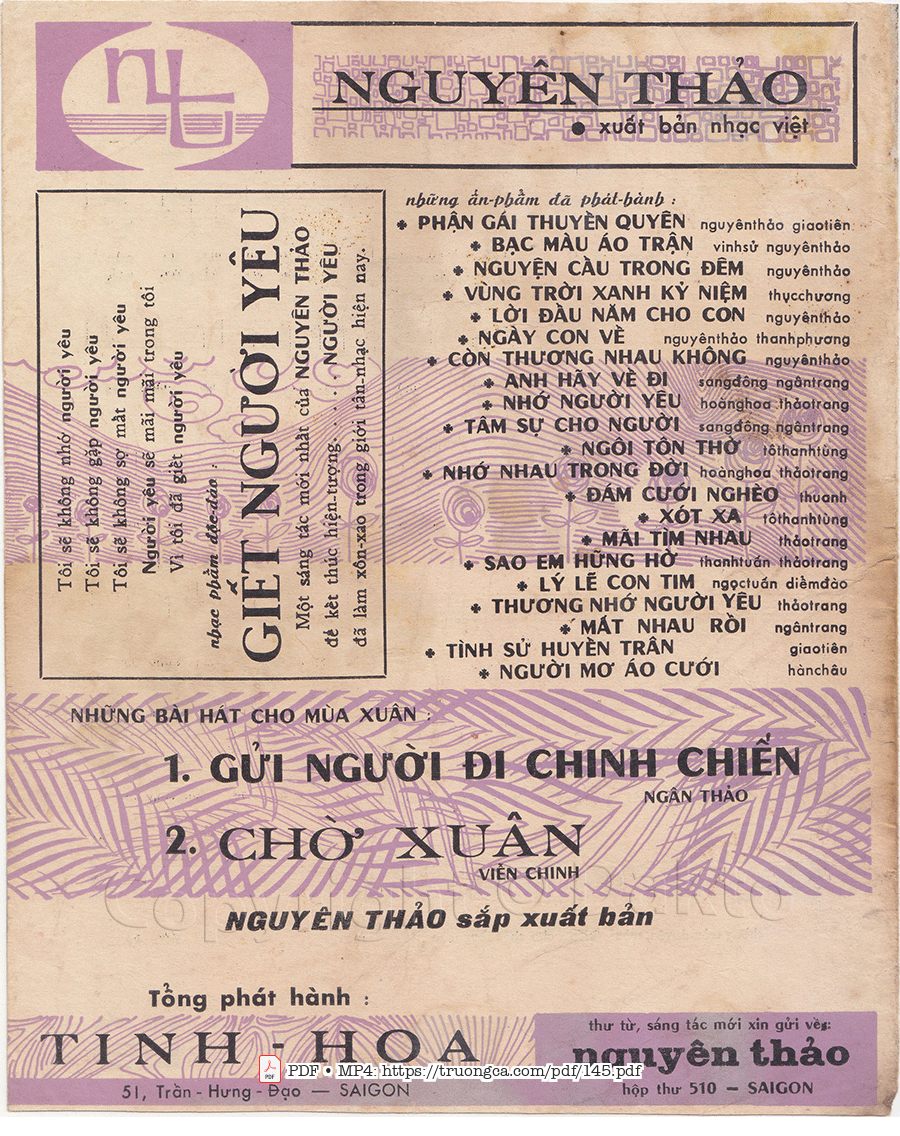 nt
NGUYÊN THẢO
● xuất bản nhạc việt
Tôi sẽ không nhớ người yêu
Tôi sẽ không gặp người yêu
Tôi sẽ không sợ mất người yêu
Người yêu sẽ mãi mãi trong tôi
Vì tôi đã giết người yêu
nhạc phẩm độc-đáo :
GIẾT NGƯỜI YÊU
Một sáng tác mới nhất của NGUYÊN THẢO
để kết thúc hiện-tượng. . . . . NGƯỜI YÊU
đã làm xôn-xao trong giới tân-nhạc hiện nay.
những ấn-phẩm đã phát-hành :
PHẬN GÁI THUYỀN QUYÊN nguyênthảo giaotiên
BẠC MÀU ÁO TRẬN vinhsử nguyênthảo
NGUYỆN CẦU TRONG ĐÊM nguyênthảo
VÙNG TRỜI XANH KỶ NIỆM thụcchương
LỜI ĐẦU NĂM CHO CON nguyênthảo
NGÀY CON VỀ nguyênthảo thanhphương
CÒN THƯƠNG NHAU KHÔNG nguyênthảo
ANH HÃY VỀ ĐI sangđông ngântrang
NHỚ NGƯỜI YÊU hoànghoa thảotrang
TÂM SỰ CHO NGƯỜI sangđông ngântrang
NGÔI TÔN THỜ tôthanhtùng
NHỚ NHAU TRONG ĐỜI hoànghoa thảotrang
ĐÁM CƯỚI NGHÈO thuanh
XÓT XA tôthanhtùng
MÃI TÌM NHAU thảotrang
SAO EM HỮNG HỜ thanhtuấn thảotrang
LÝ LẼ CON TIM ngọctuấn diễmđào
THƯƠNG NHỚ NGƯỜI YÊU thảotrang
MẤT NHAU RỒI ngântrang
TÌNH SỬ HUYỀN TRÂN giaotiên
NGƯỜI MƠ ÁO CƯỚI hànchâu
NHỮNG BÀI HÁT CHO MÙA XUÂN :
1. GỬI NGƯỜI ĐI CHINH CHIẾN
NGÂN THẢO
2. CHỜ XUÂN
VIỄN CHINH
NGUYÊN THẢO sắp xuất bản
Tổng phát hành :
TINH - HOA
51, Trần - Hưng - Đạo — SAIGON
thư từ, sáng tác mới xin gửi về:
nguyên thảo
hộp thư 510 — SAIGON
PDF • MP4: https://truongca.com/pdf/145.pdf